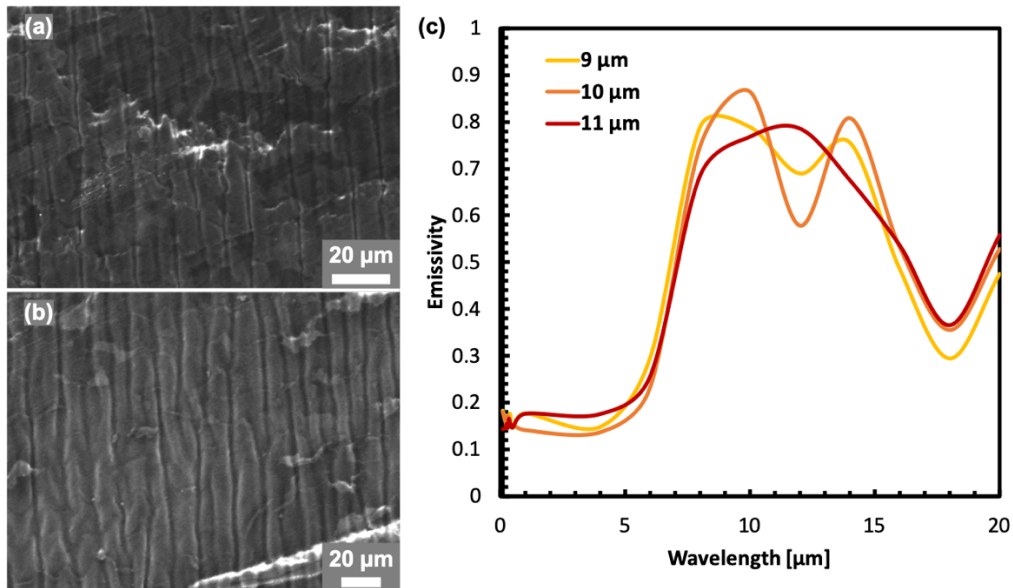 (a)
20 μm
(b)
20 μm
(c)
9 μm
10 μm
11 μm
Emissivity
1
0.9
0.8
0.7
0.6
0.5
0.4
0.3
0.2
0.1
0
0 5 10 15 20
Wavelength [μm]